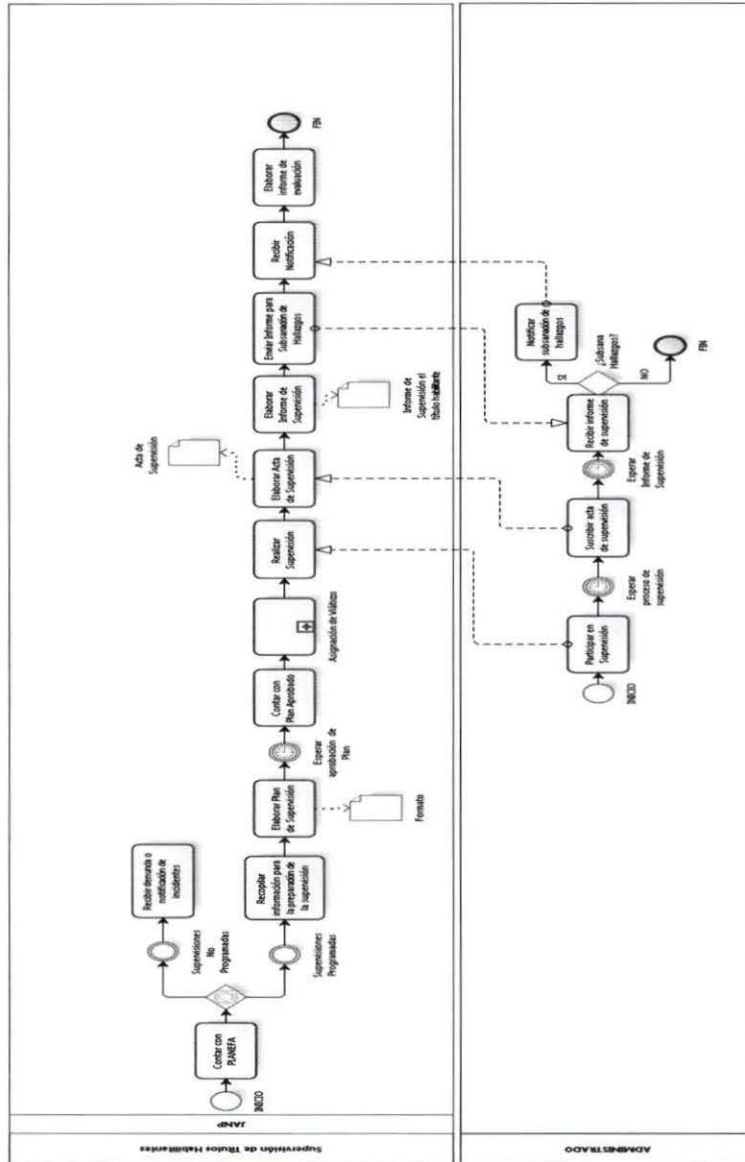 Supervisión de Títulos Habilitantes
JANP
INICIO
Contar con
PLANEFA
Supervisiones
No
Programadas
Recibir denuncia o
notificación de
incidentes
Supervisiones
Programadas
Recopilar
información para
la preparación de
la supervisión
Elaborar Plan
de Supervisión
Formato
Esperar
aprobación de
Plan
Contar con
Plan Aprobado
Asignación de Viáticos
Realizar
Supervisión
Elaborar Acta
de Supervisión
Acta de
Supervisión
Elaborar
Informe de
Supervisión
Informe de
Supervisión el
título habilitante
Enviar Informe para
Subsanación de
Hallazgos
Recibir
Notificación
Elaborar
informe de
evaluación
FIN
ADMINISTRADO
INICIO
Participar en
Supervisión
Esperar
proceso de
supervisión
Suscribir acta
de supervisión
Esperar
Informe de
Supervisión
Recibir informe
de supervisión
¿Subsana
Hallazgos?
SI
NO
Notificar
subsanación de
hallazgos
FIN